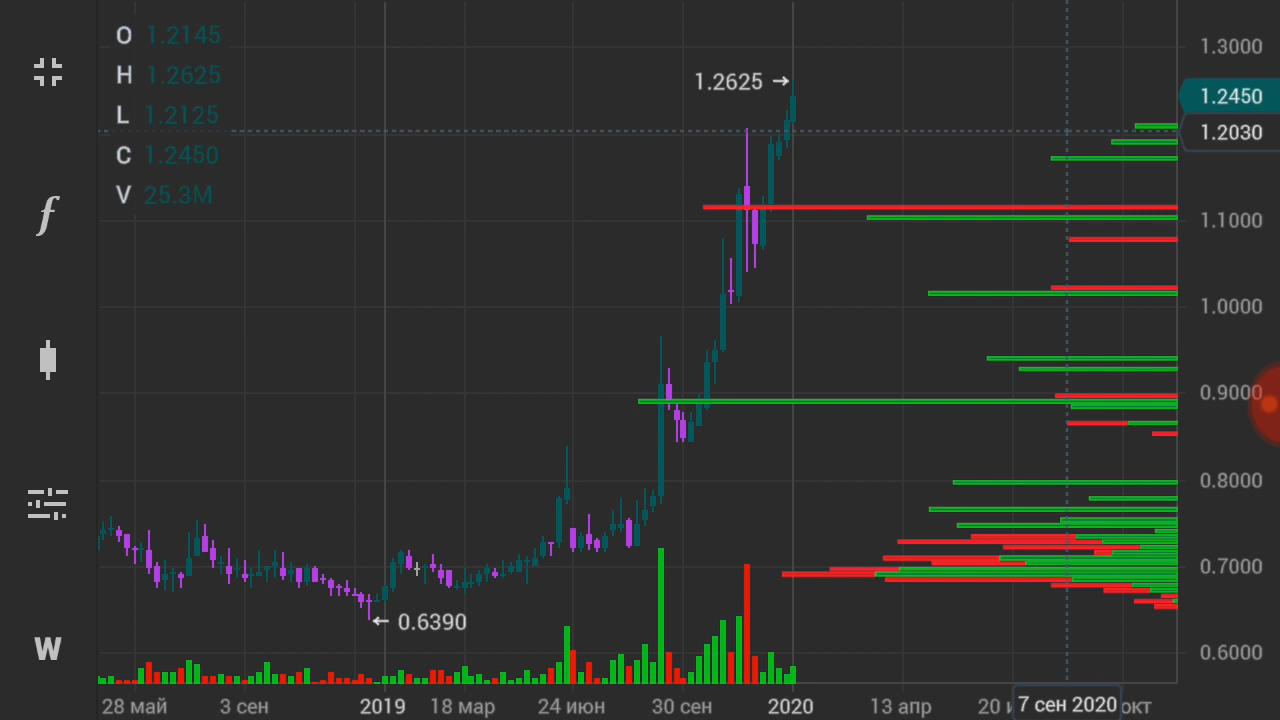 O 1.2145
H 1.2625
L 1.2125
C 1.2450
V 25.3M
f
W
1.2625 →
← 0.6390
1.3000
1.2450
1.2030
1.1000
1.0000
0.9000
0.8000
0.7000
0.6000
28 май 3 сен 2019 18 мар 24 июн 30 сен 2020 13 апр 20 7 сен 2020 окт